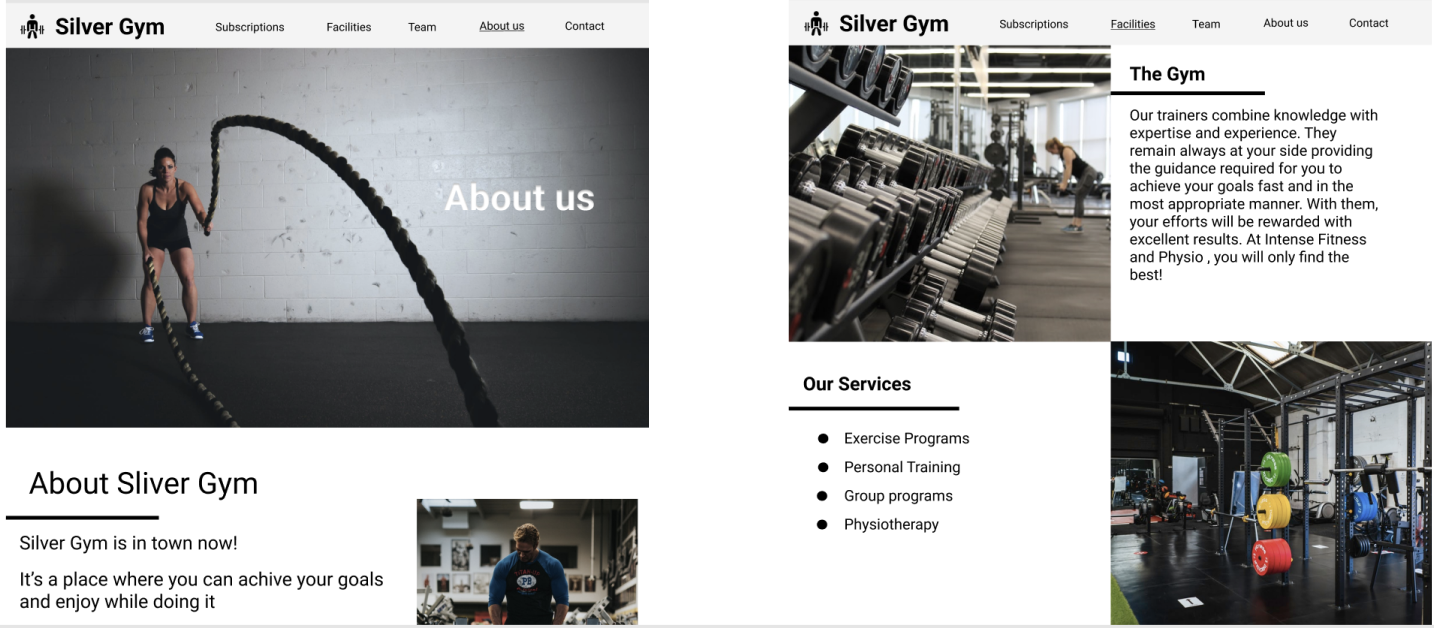 Silver Gym
Subscriptions
Facilities
Team
About us
Contact
About us
About Sliver Gym
Silver Gym is in town now!
It's a place where you can achive your goals
and enjoy while doing it
Silver Gym
Subscriptions
Facilities
Team
About us
Contact
The Gym
Our trainers combine knowledge with
expertise and experience. They
remain always at your side providing
the guidance required for you to
achieve your goals fast and in the
most appropriate manner. With them,
your efforts will be rewarded with
excellent results. At Intense Fitness
and Physio , you will only find the
best!
Our Services
Exercise Programs
Personal Training
Group programs
Physiotherapy